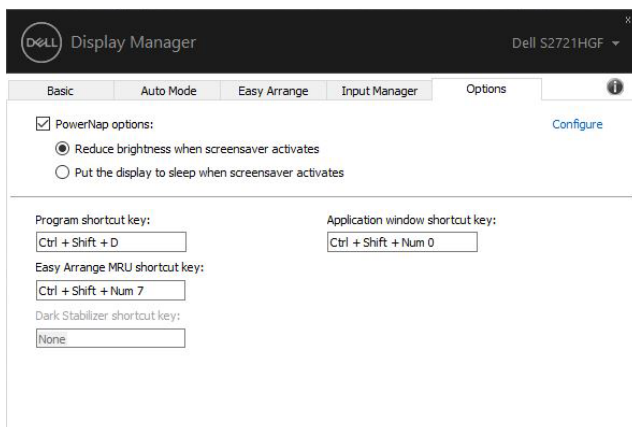 DELL Display Manager
Dell S2721HGF
Basic Auto Mode Easy Arrange Input Manager Options
PowerNap options:
Configure
Reduce brightness when screensaver activates
Put the display to sleep when screensaver activates
Program shortcut key:
Application window shortcut key:
Ctrl + Shift + D
Ctrl + Shift + Num 0
Easy Arrange MRU shortcut key:
Ctrl + Shift + Num 7
Dark Stabilizer shortcut key:
None